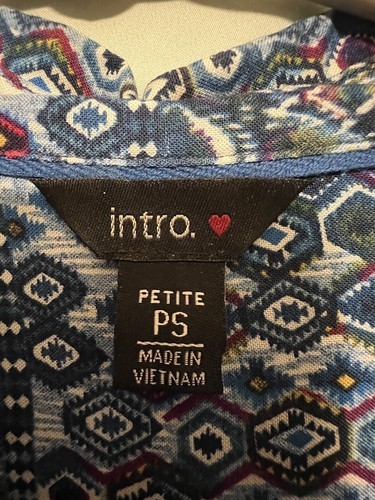 intro.
PETITE
PS
MADE IN
VIETNAM